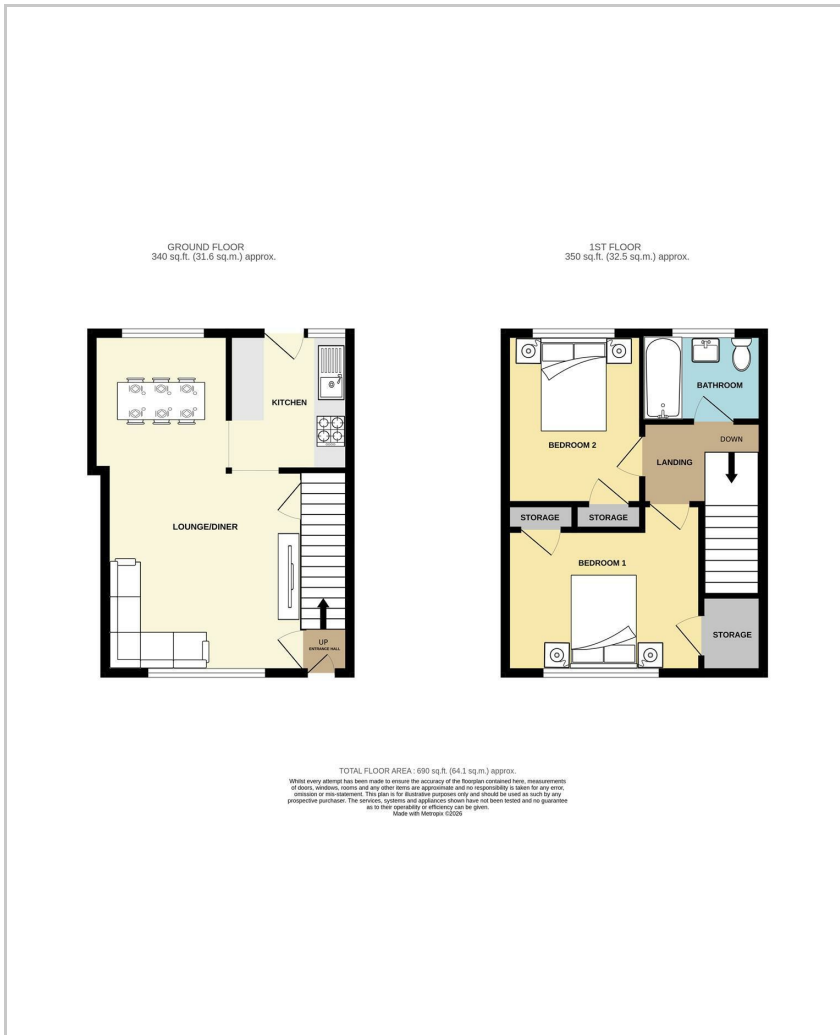 GROUND FLOOR
340 sq.ft. (31.6 sq.m.) approx.
KITCHEN
LOUNGE/DINER
UP
ENTRANCE HALL
1ST FLOOR
350 sq.ft. (32.5 sq.m.) approx.
BATHROOM
BEDROOM 2
DOWN
LANDING
STORAGE
STORAGE
BEDROOM 1
STORAGE
TOTAL FLOOR AREA : 690 sq.ft. (64.1 sq.m.) approx.
Whilst every attempt has been made to ensure the accuracy of the floorplan contained here, measurements
of doors, windows, rooms and any other items are approximate and no responsibility is taken for any error,
omission or mis-statement. This plan is for illustrative purposes only and should be used as such by any
prospective purchaser. The services, systems and appliances shown have not been tested and no guarantee
as to their operability or efficiency can be given.
Made with Metropix ©2026